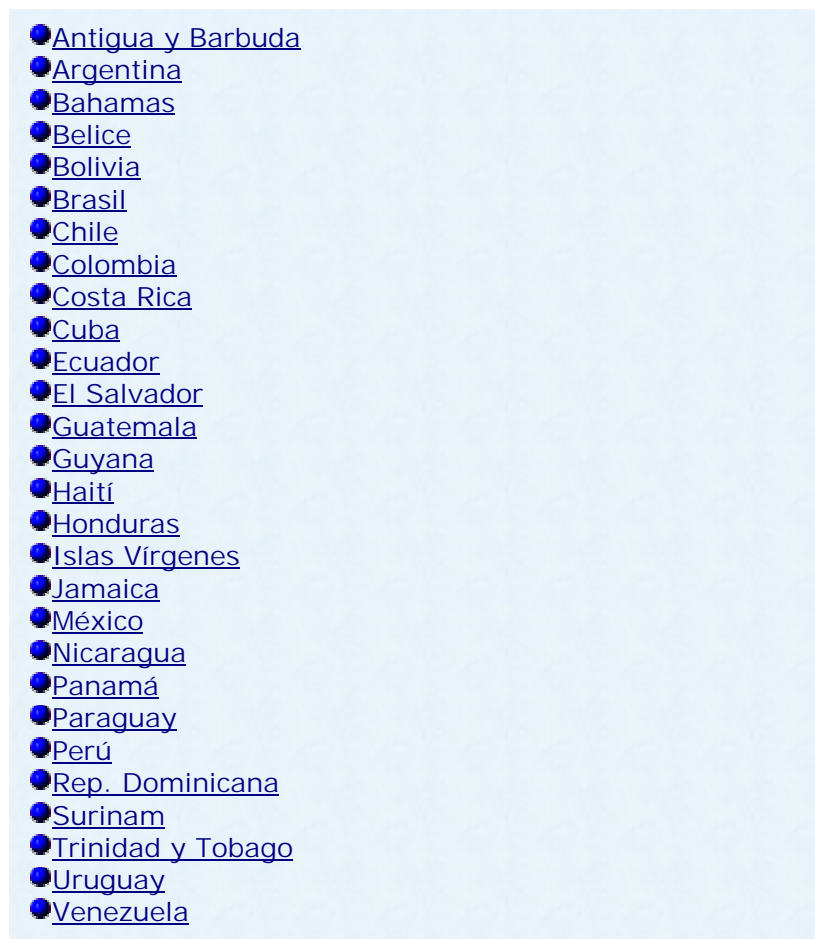 Antigua y Barbuda
Argentina
Bahamas
Belice
Bolivia
Brasil
Chile
Colombia
Costa Rica
Cuba
Ecuador
El Salvador
Guatemala
Guyana
Haití
Honduras
Islas Vírgenes
Jamaica
México
Nicaragua
Panamá
Paraguay
Perú
Rep. Dominicana
Surinam
Trinidad y Tobago
Uruguay
Venezuela